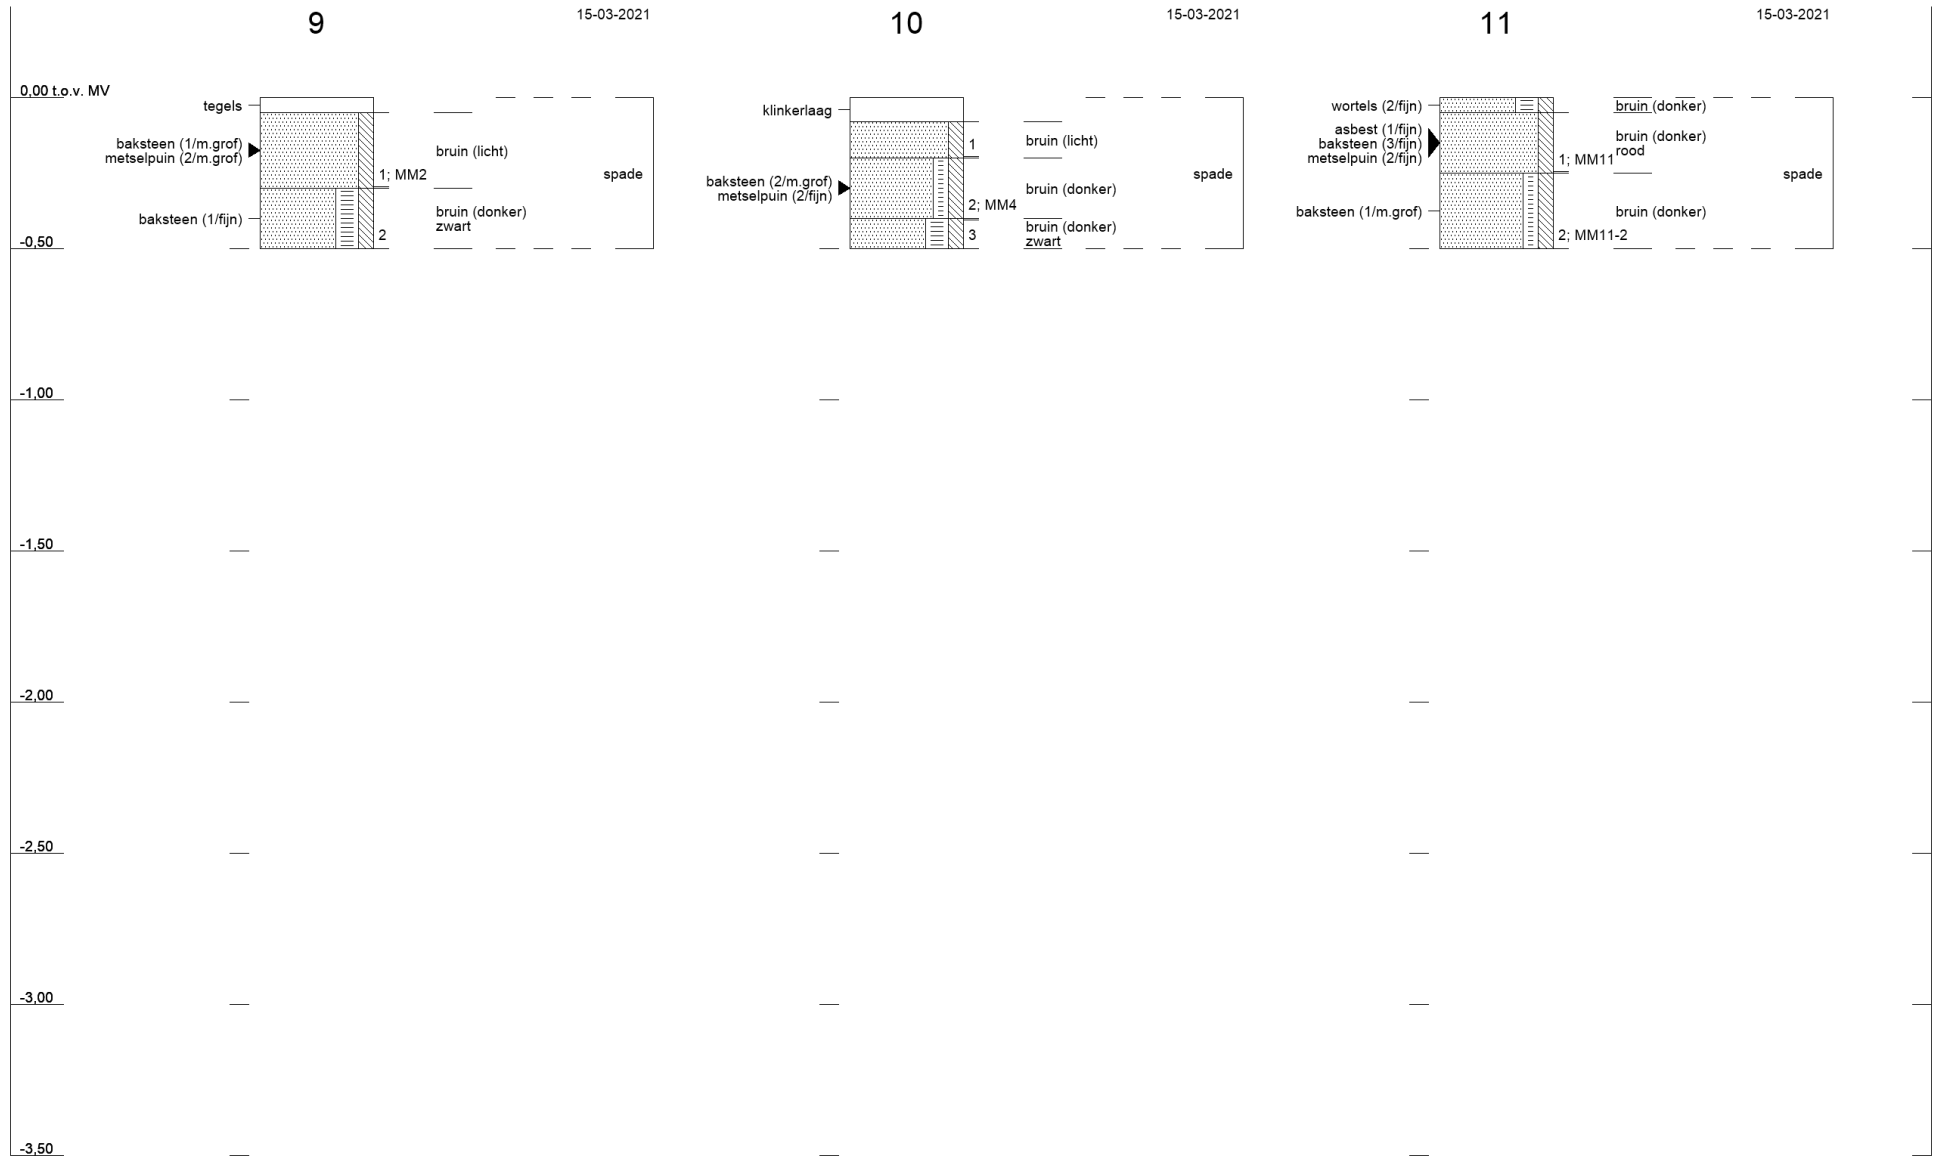 9
15-03-2021
10
15-03-2021
11
15-03-2021
0,00 t.o.v. MV
tegels
baksteen (1/m.grof)
metselpuin (2/m.grof)
bruin (licht)
1; MM2
spade
baksteen (1/fijn)
bruin (donker)
zwart
2
klinkerlaag
1
bruin (licht)
baksteen (2/m.grof)
metselpuin (2/fijn)
bruin (donker)
spade
2; MM4
bruin (donker)
zwart
3
wortels (2/fijn)
bruin (donker)
asbest (1/fijn)
baksteen (3/fijn)
metselpuin (2/fijn)
bruin (donker)
rood
1; MM11
spade
baksteen (1/m.grof)
bruin (donker)
2; MM11-2
-0,50
-1,00
-1,50
-2,00
-2,50
-3,00
-3,50